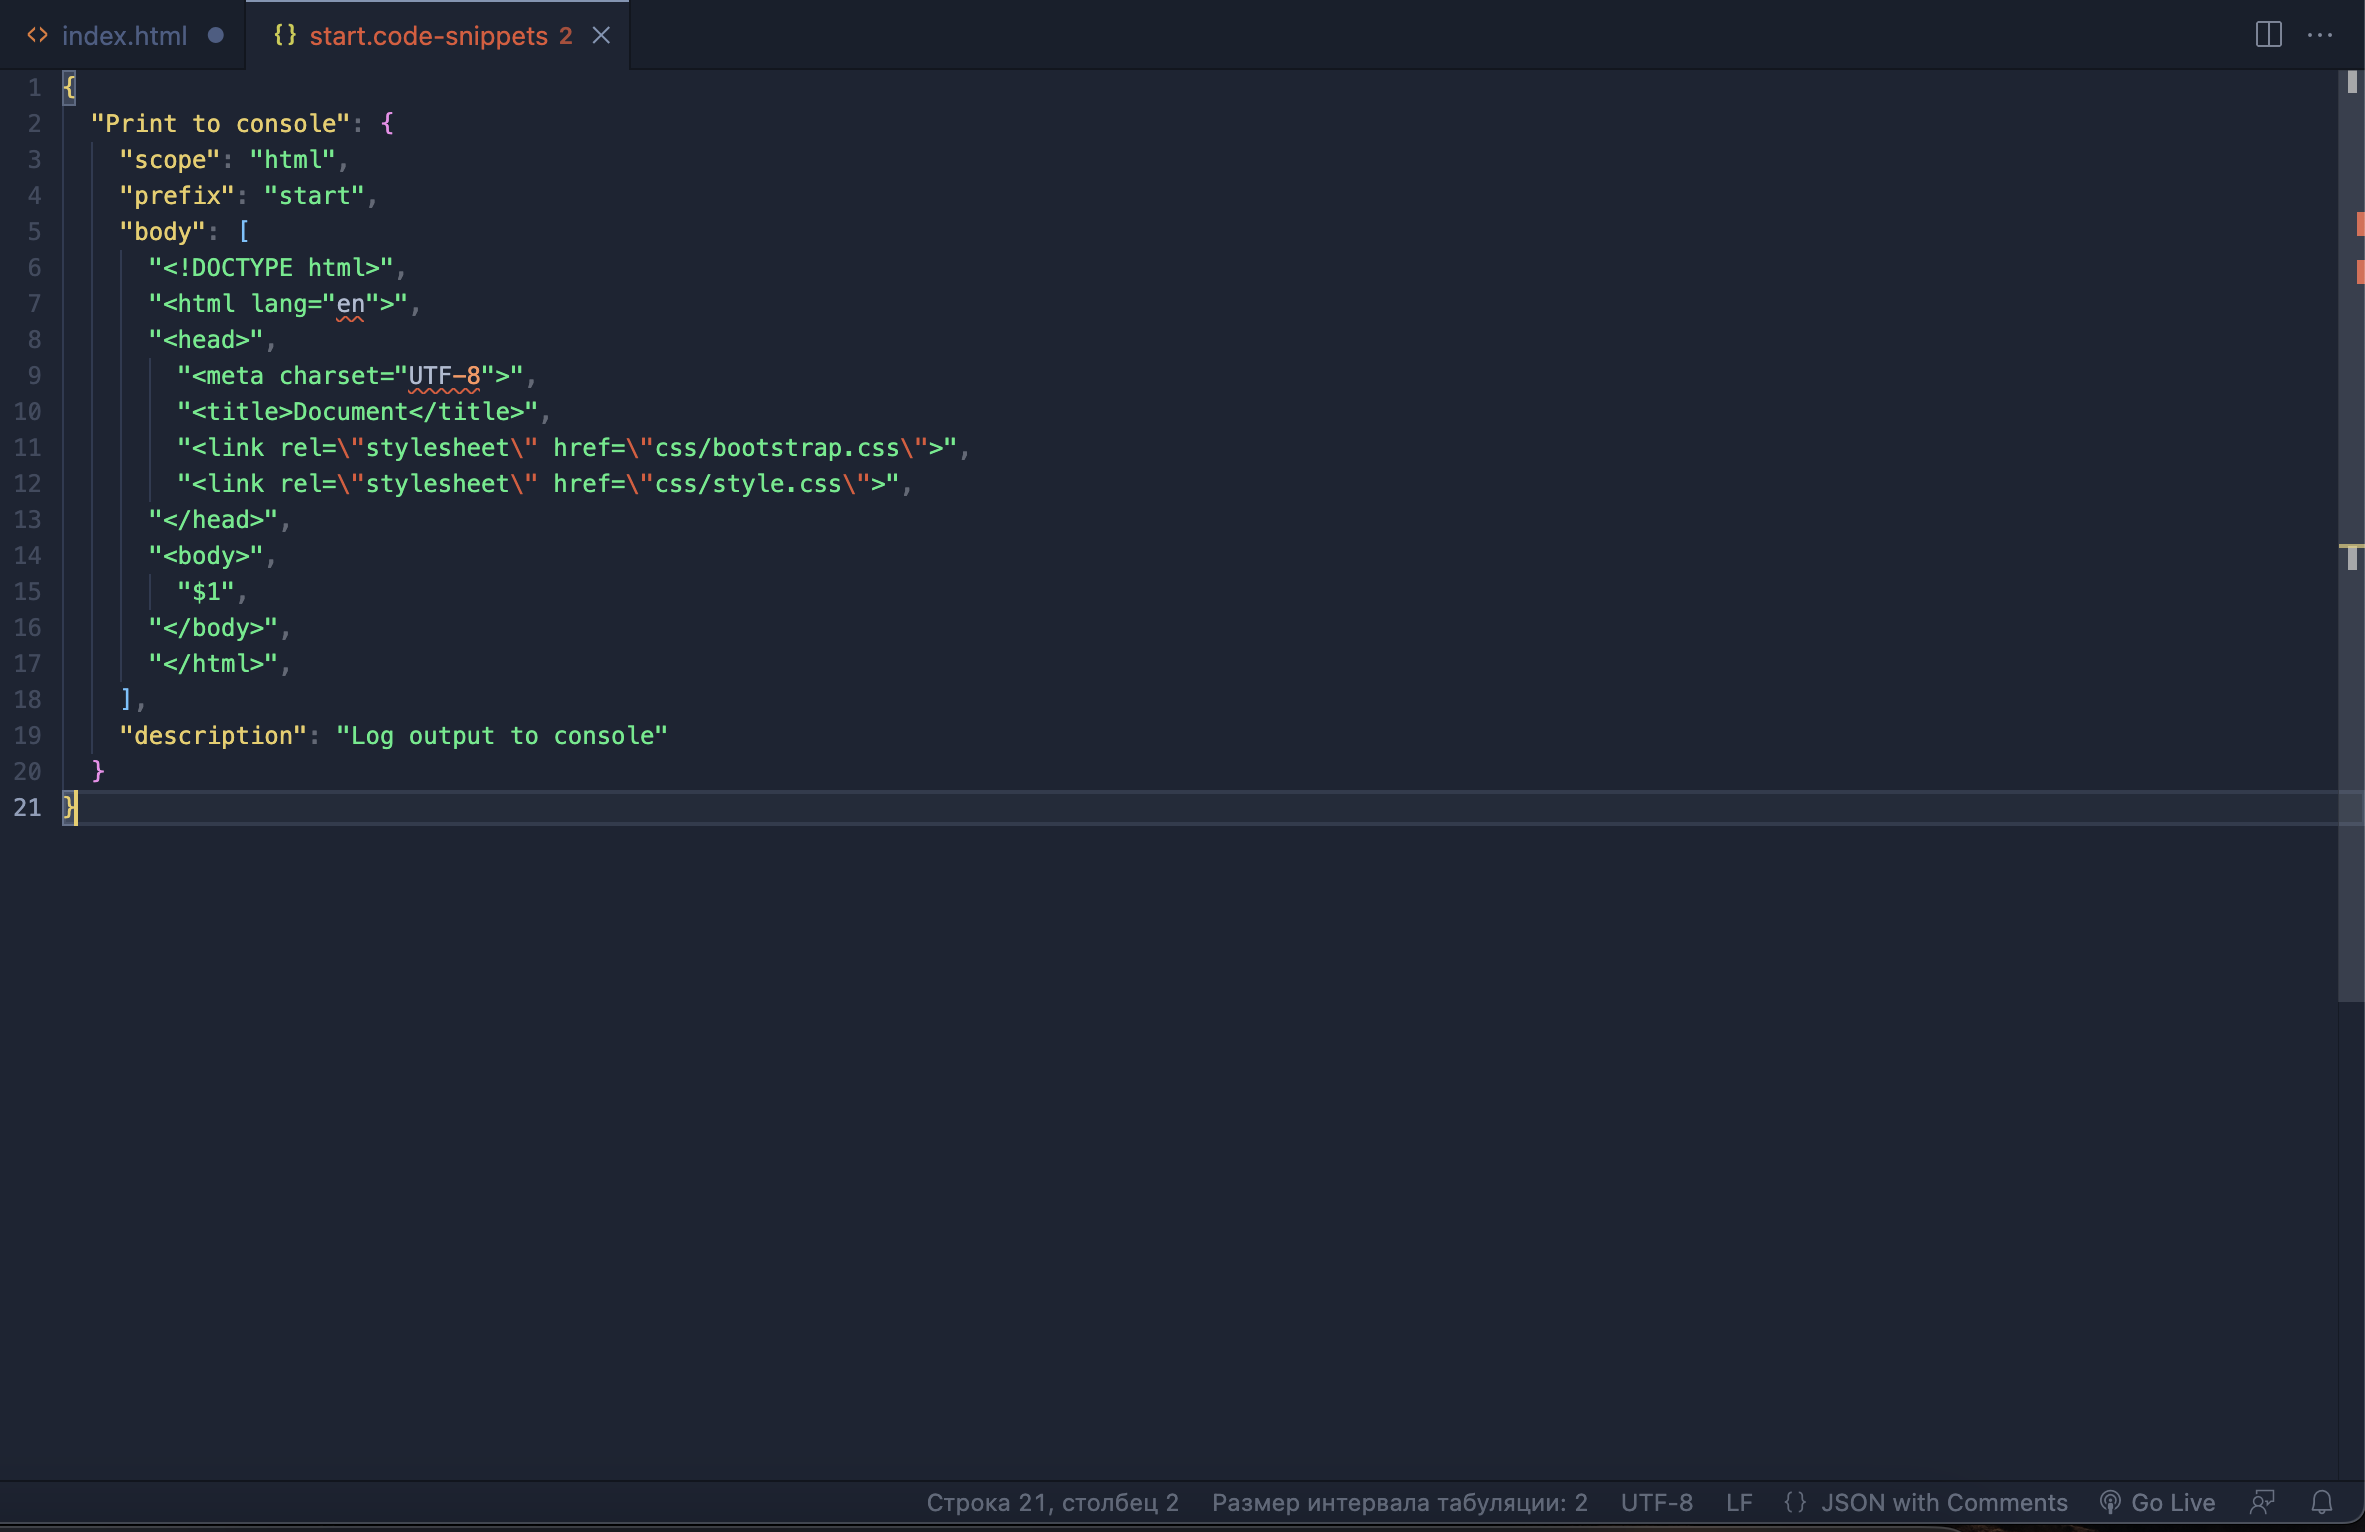 index.html
start.code-snippets 2
1 {
2 "Print to console": {
3 "scope": "html",
4 "prefix": "start",
5 "body": [
6 "<!DOCTYPE html>",
7 "<html lang="en">",
8 "<head>",
9 "<meta charset="UTF-8">",
10 "<title>Document</title>",
11 "<link rel=\"stylesheet\" href=\"css/bootstrap.css\">",
12 "<link rel=\"stylesheet\" href=\"css/style.css\">",
13 "</head>",
14 "<body>",
15 "$1",
16 "</body>",
17 "</html>",
18 ],
19 "description": "Log output to console"
20 }
21 }
Строка 21, столбец 2 Размер интервала табуляции: 2 UTF-8 LF {} JSON with Comments Go Live